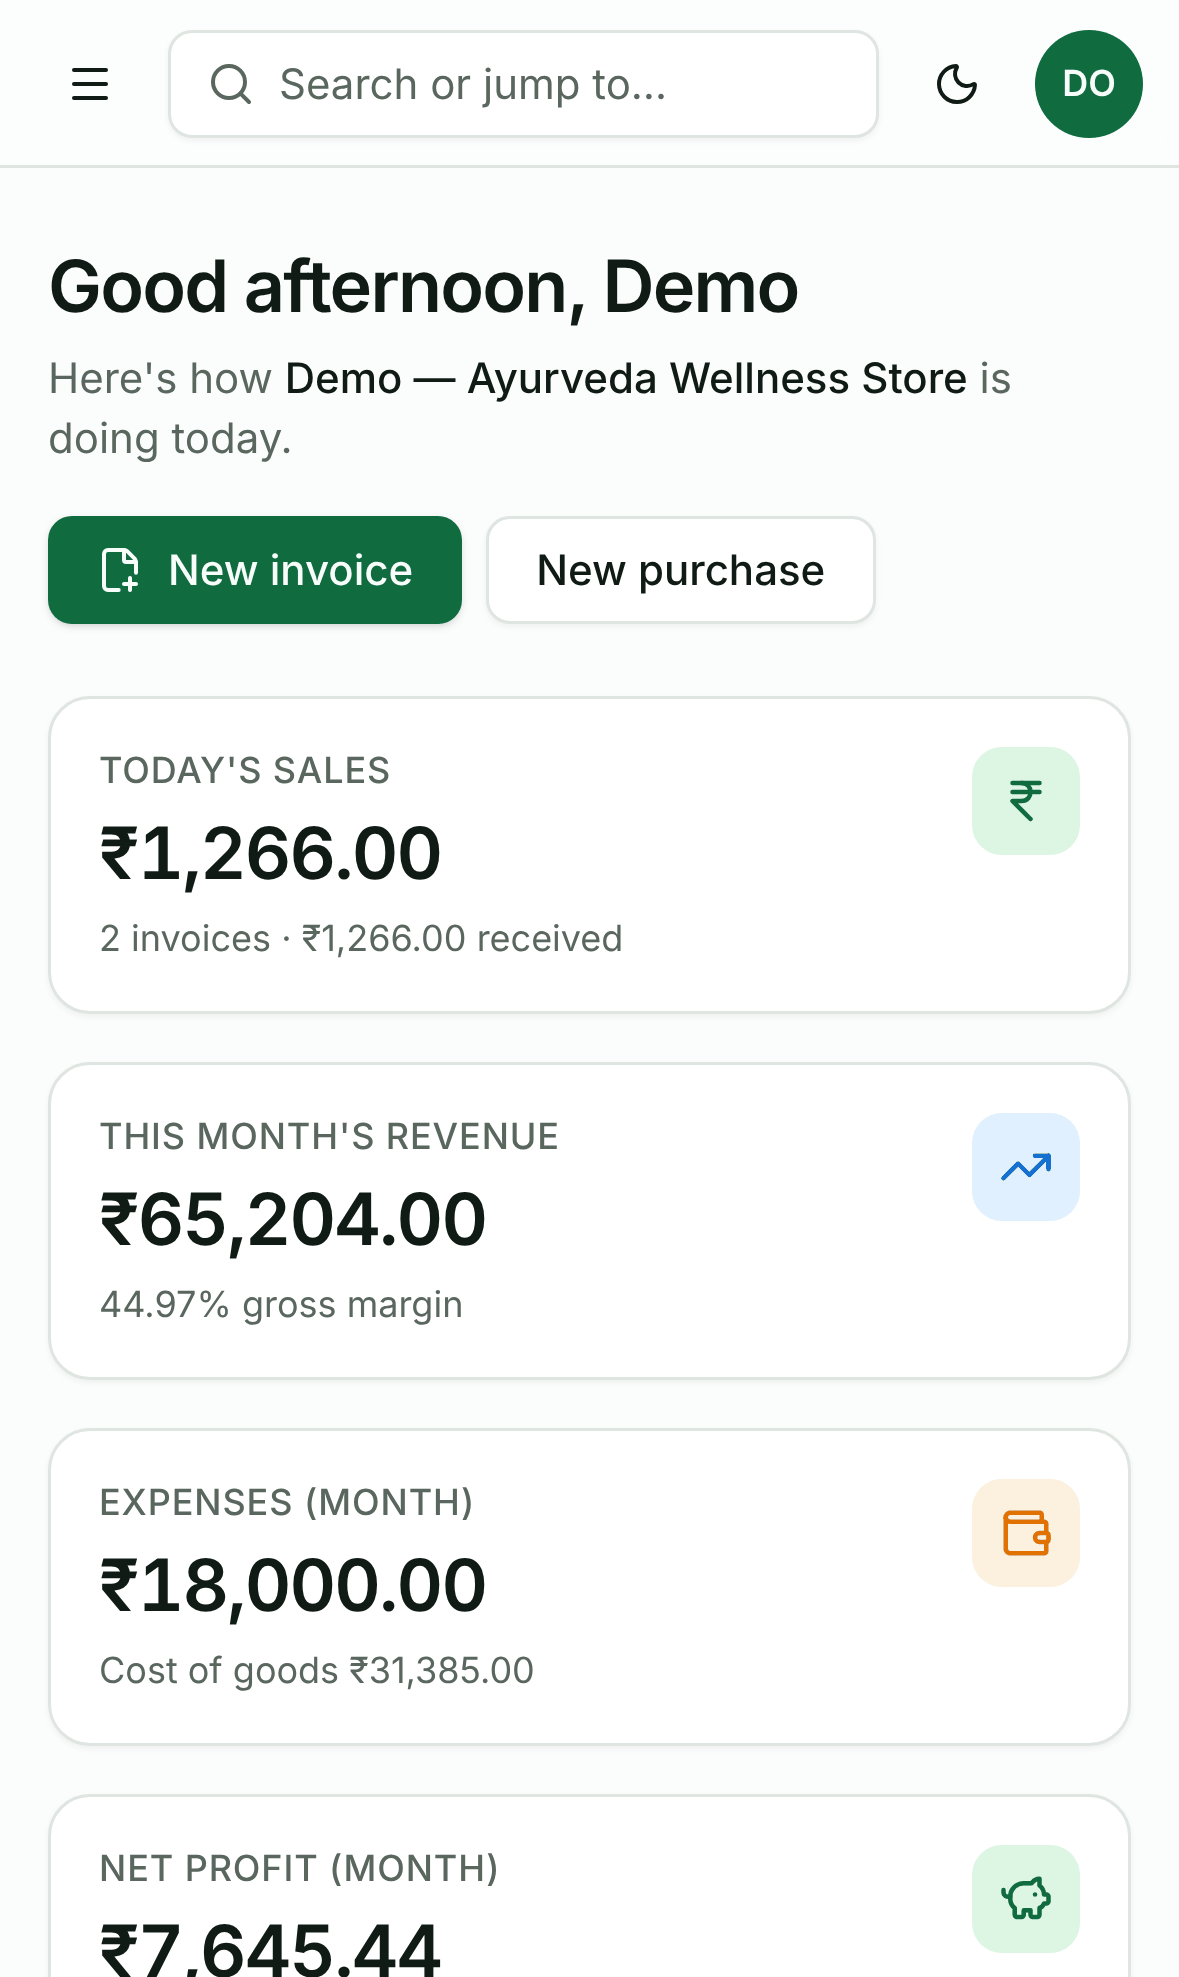 Search or jump to...
DO
Good afternoon, Demo
Here's how Demo — Ayurveda Wellness Store is
doing today.
New invoice
New purchase
TODAY'S SALES
₹1,266.00
2 invoices · ₹1,266.00 received
THIS MONTH'S REVENUE
₹65,204.00
44.97% gross margin
EXPENSES (MONTH)
₹18,000.00
Cost of goods ₹31,385.00
NET PROFIT (MONTH)
₹7,645.44